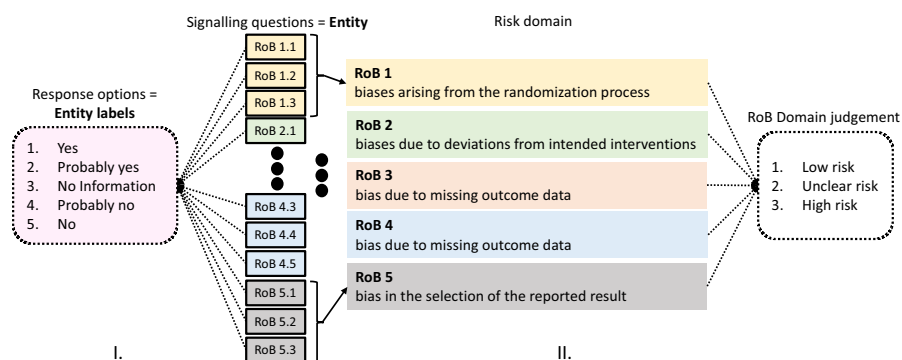 Signalling questions = Entity
Risk domain
Response options =
Entity labels
1. Yes
2. Probably yes
3. No Information
4. Probably no
5. No
RoB 1.1
RoB 1.2
RoB 1.3
RoB 2.1
RoB 4.3
RoB 4.4
RoB 4.5
RoB 5.1
RoB 5.2
RoB 5.3
RoB 1
biases arising from the randomization process
RoB 2
biases due to deviations from intended interventions
RoB 3
bias due to missing outcome data
RoB 4
bias due to missing outcome data
RoB 5
bias in the selection of the reported result
RoB Domain judgement
1. Low risk
2. Unclear risk
3. High risk
I.
II.